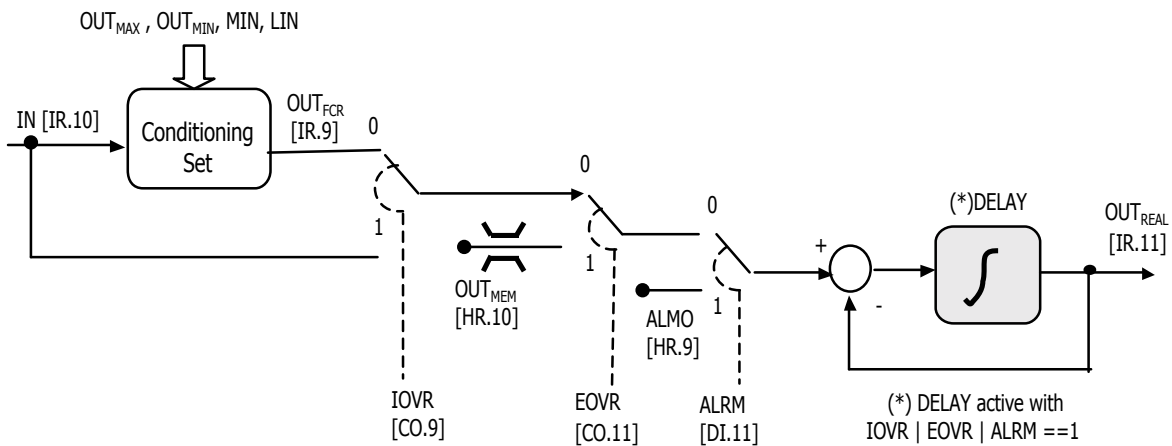 OUTMAX , OUTMIN, MIN, LIN
IN [IR.10]
Conditioning
Set
OUTFCR
[IR.9]
0
1
OUTMEM
[HR.10]
0
1
ALMO
[HR.9]
0
1
IOVR
[CO.9]
EOVR
[CO.11]
ALRM
[DI.11]
+
-
(*)DELAY
OUTREAL
[IR.11]
(*) DELAY active with
IOVR | EOVR | ALRM ==1